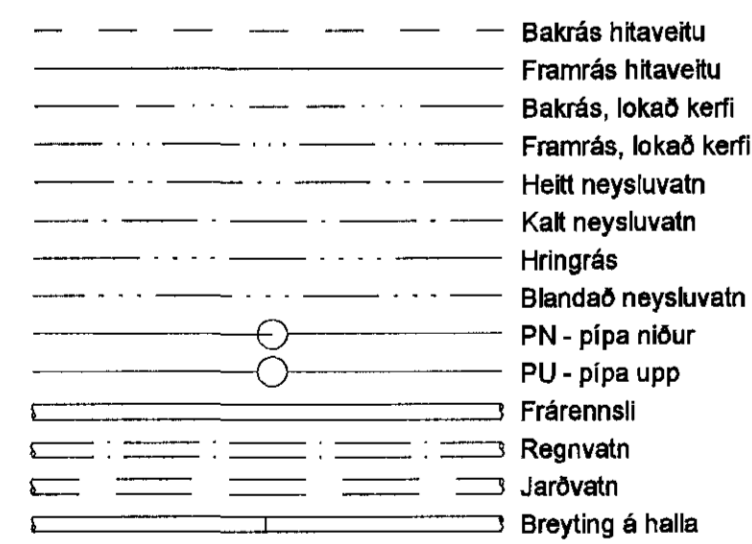 Bakrás hitaveitu
Framrás hitaveitu
Bakrás, lokað kerfi
Framrás, lokað kerfi
Heitt neysluvatn
Kalt neysluvatn
Hringrás
Blandað neysluvatn
PN - pípa niður
PU - pípa upp
Frárennsli
Regnvatn
Jarðvatn
Breyting á halla